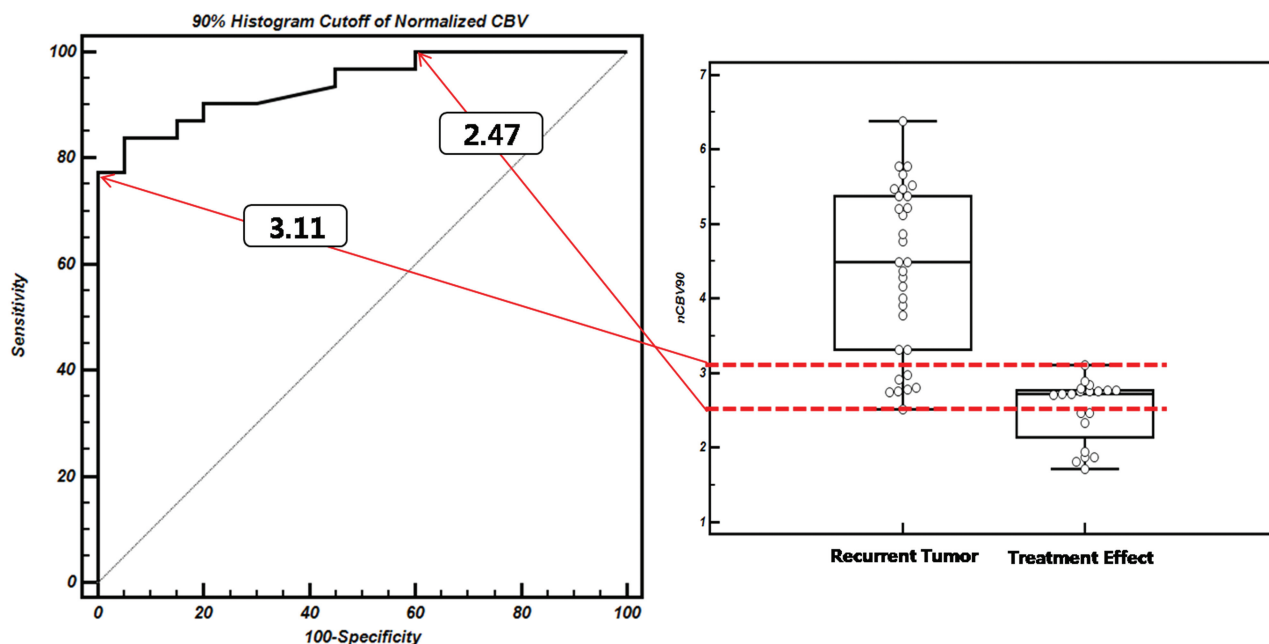 90% Histogram Cutoff of Normalized CBV
100
80
60
40
20
0
Sensitivity
0 20 40 60 80 100
100-Specificity
2.47
3.11
7
6
5
4
3
2
1
nCBV90
Recurrent Tumor Treatment Effect